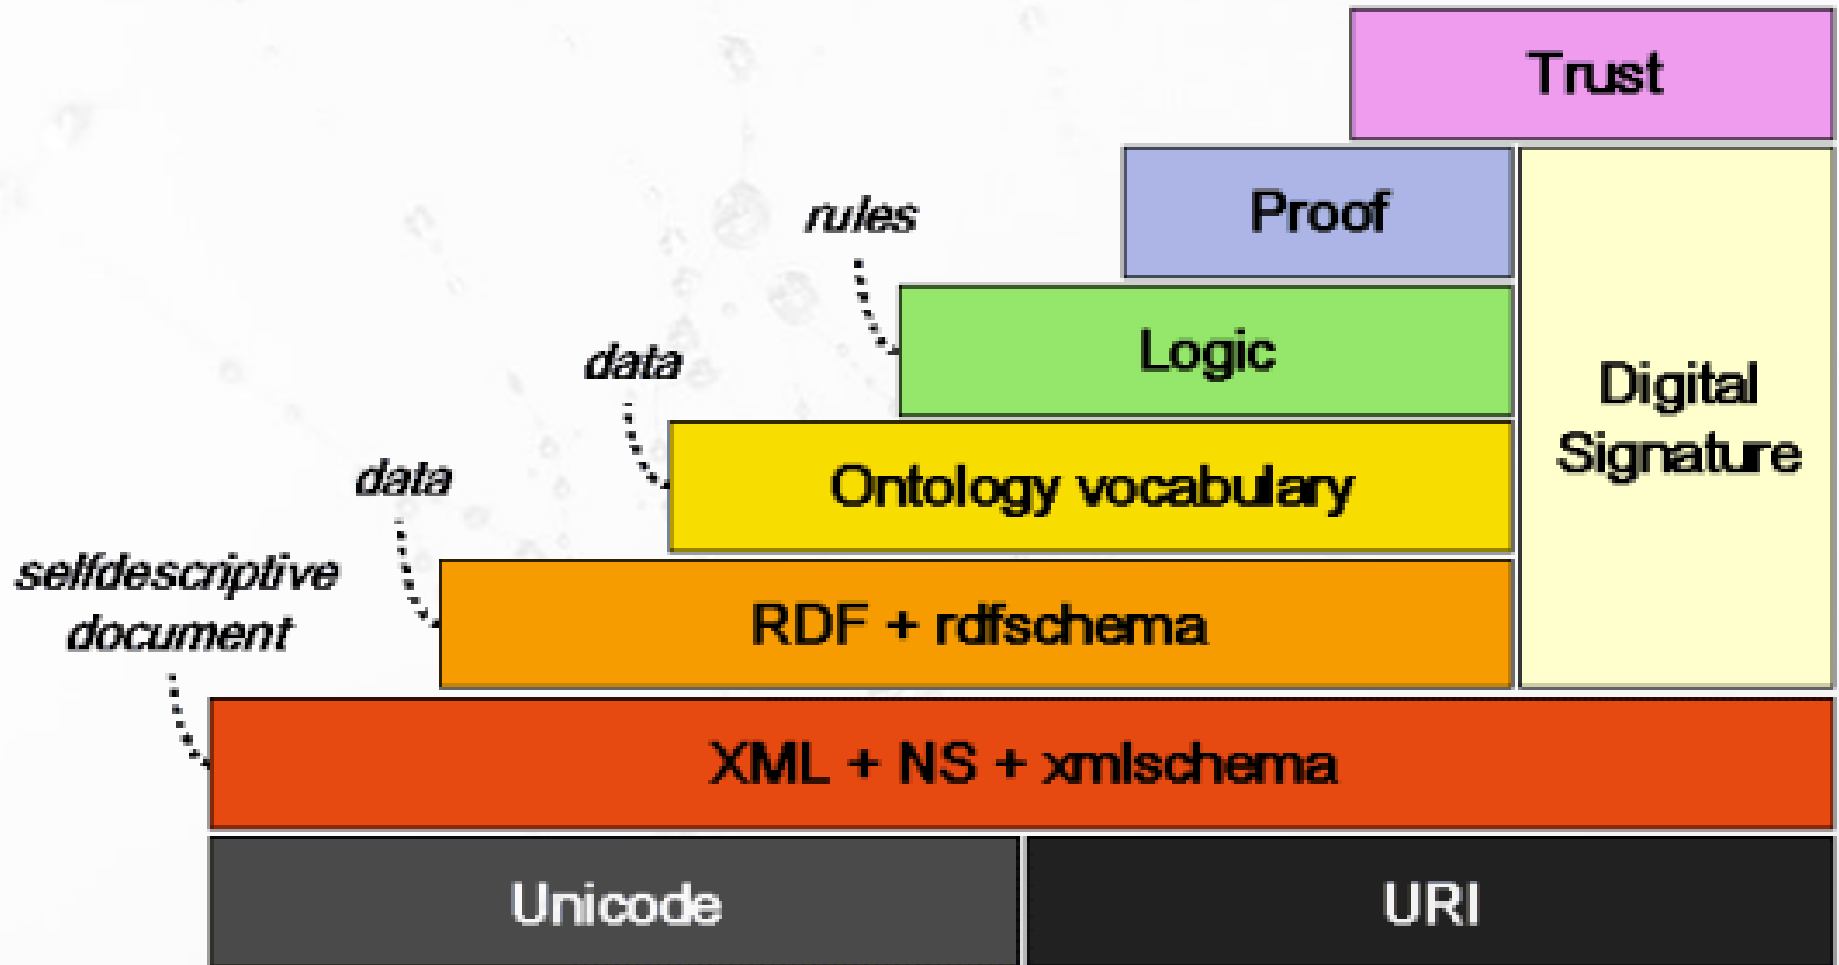 Trust
Proof
rules
Logic
data
Digital
Signature
Ontology vocabulary
data
selfdescriptive
document
RDF + rdfschema
XML + NS + xmlschema
Unicode
URI